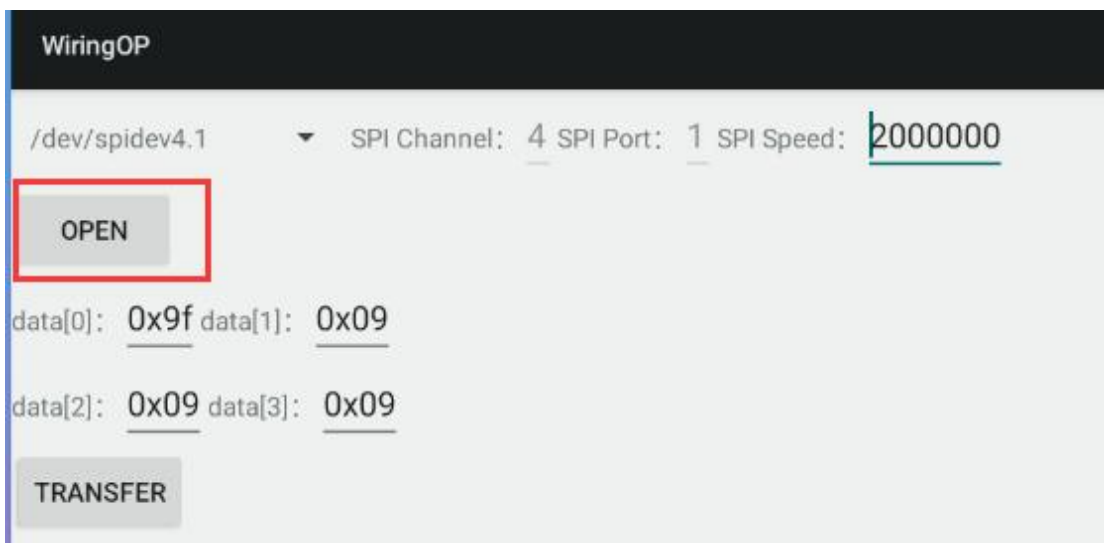 WiringOP
/dev/spidev4.1 SPI Channel: 4 SPI Port: 1 SPI Speed: 2000000
OPEN
data[0]: 0x9f data[1]: 0x09
data[2]: 0x09 data[3]: 0x09
TRANSFER